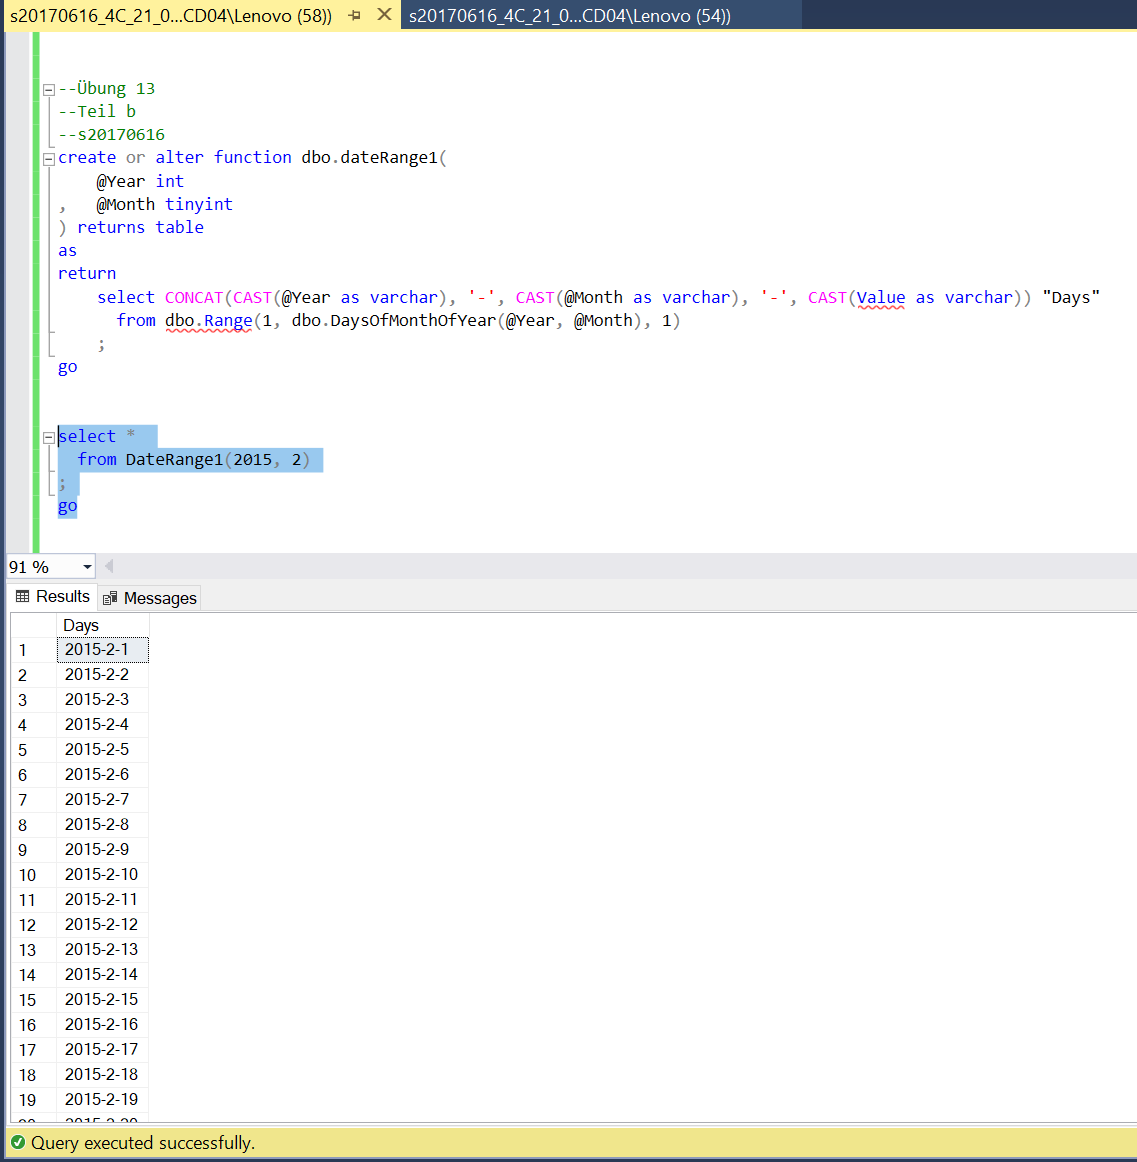 s20170616_4C_21_0...CD04\Lenovo (58))
s20170616_4C_21_0...CD04\Lenovo (54))
--Übung 13
--Teil b
--s20170616
create or alter function dbo.dateRange1(
@Year int
, @Month tinyint
) returns table
as
return
select CONCAT(CAST(@Year as varchar), '-', CAST(@Month as varchar), '-', CAST(Value as varchar)) "Days"
from dbo.Range(1, dbo.DaysOfMonthOfYear(@Year, @Month), 1)
;
go
select *
from DateRange1(2015, 2)
;
go
91 %
Results Messages
Days
1 2015-2-1
2 2015-2-2
3 2015-2-3
4 2015-2-4
5 2015-2-5
6 2015-2-6
7 2015-2-7
8 2015-2-8
9 2015-2-9
10 2015-2-10
11 2015-2-11
12 2015-2-12
13 2015-2-13
14 2015-2-14
15 2015-2-15
16 2015-2-16
17 2015-2-17
18 2015-2-18
19 2015-2-19
Query executed successfully.